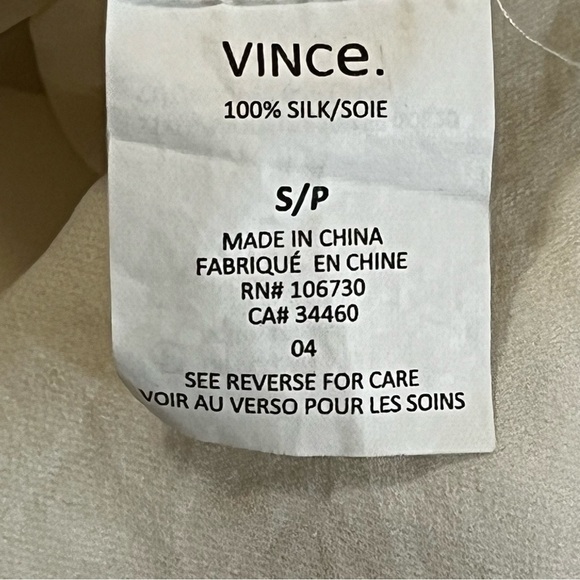 VINCe.
100% SILK/SOIE
S/P
MADE IN CHINA
FABRIQUÉ EN CHINE
RN# 106730
CA# 34460
04
SEE REVERSE FOR CARE
VOIR AU VERSO POUR LES SOINS